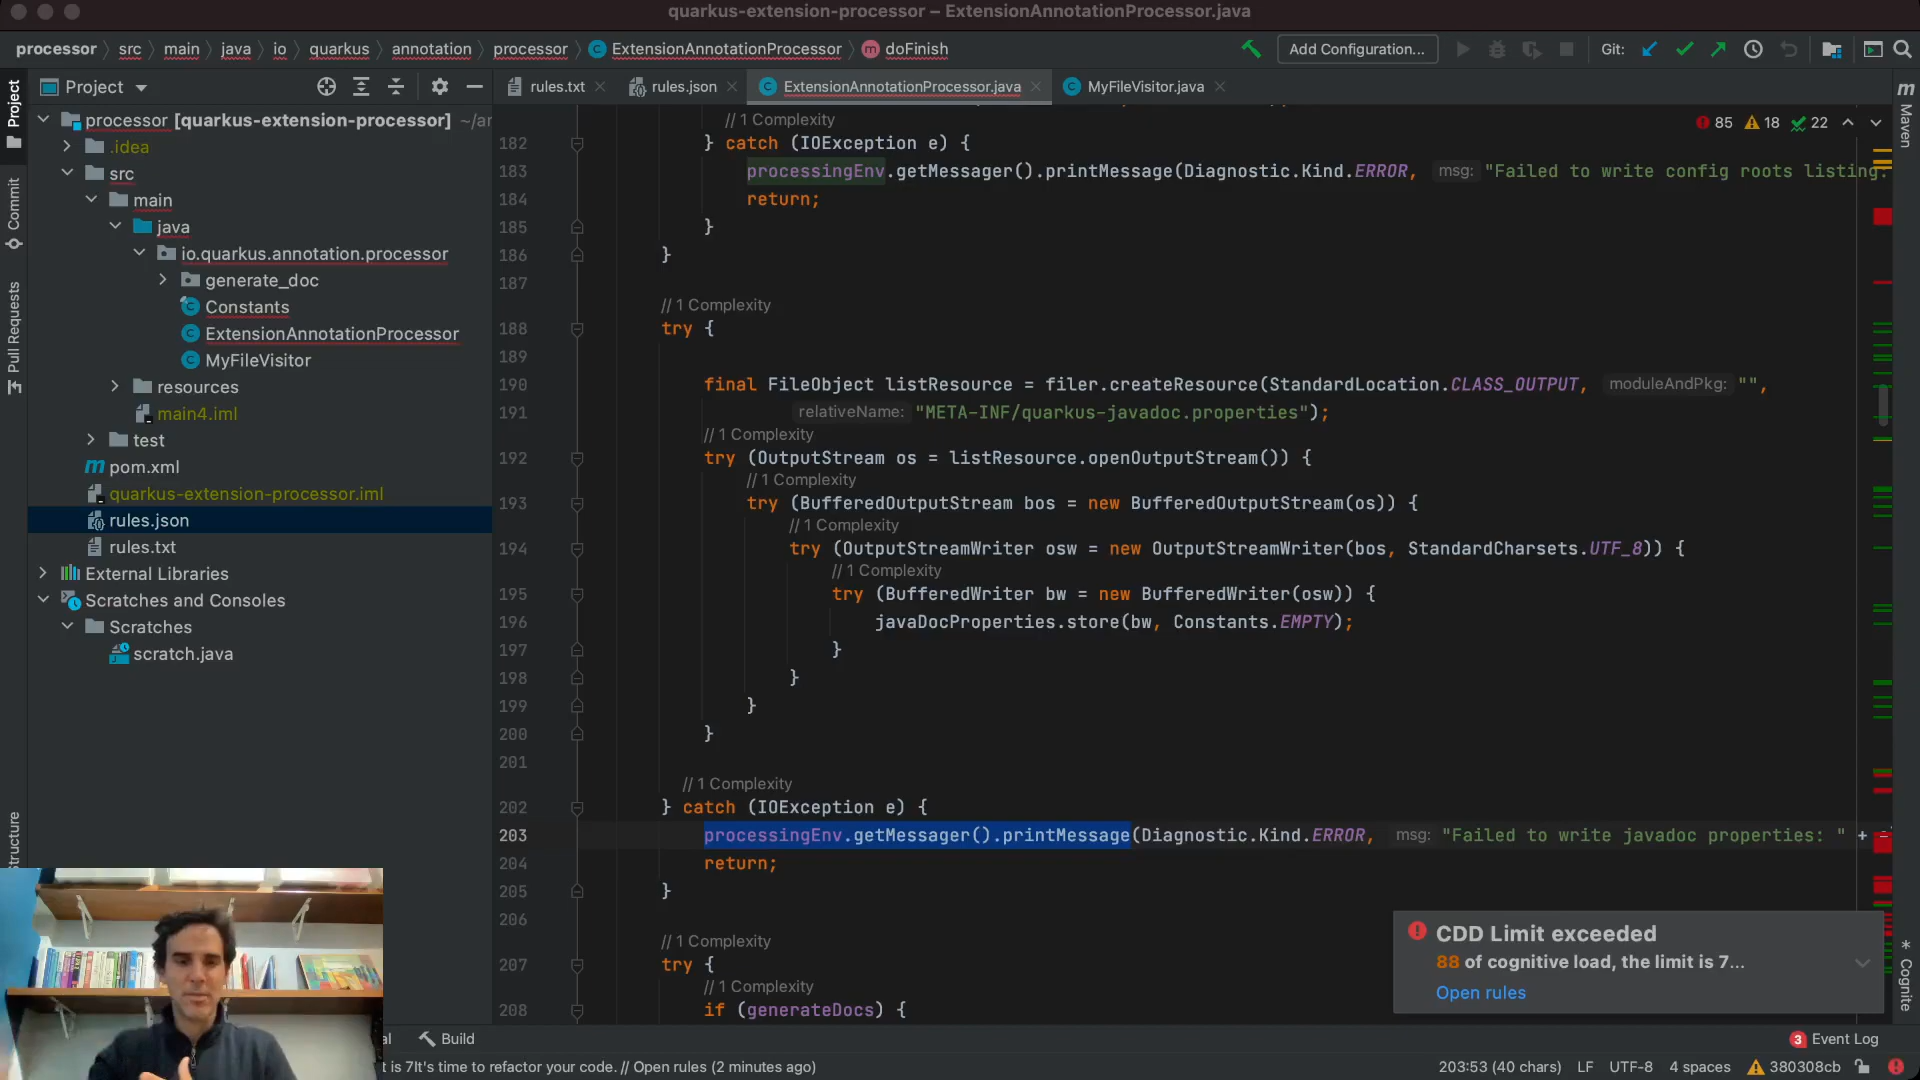 quarkus-extension-processor – ExtensionAnnotationProcessor.java
processor src main java io quarkus annotation processor ExtensionAnnotationProcessor doFinish Add Configuration... Git:
Project
rules.txt rules.json ExtensionAnnotationProcessor.java MyFileVisitor.java
Project
Commit
Pull Requests
Structure
processor [quarkus-extension-processor] ~/ar
.idea
src
main
java
io.quarkus.annotation.processor
generate_doc
Constants
ExtensionAnnotationProcessor
MyFileVisitor
resources
main4.iml
test
pom.xml
quarkus-extension-processor.iml
rules.json
rules.txt
External Libraries
Scratches and Consoles
Scratches
scratch.java
85 18 22
// 1 Complexity
182 } catch (IOException e) {
183 processingEnv.getMessager().printMessage(Diagnostic.Kind.ERROR, msg: "Failed to write config roots listing:
184 return;
185 }
186 }
187
// 1 Complexity
188 try {
189
190 final FileObject listResource = filer.createResource(StandardLocation.CLASS_OUTPUT, moduleAndPkg: "",
191 relativeName: "META-INF/quarkus-javadoc.properties");
// 1 Complexity
192 try (OutputStream os = listResource.openOutputStream()) {
// 1 Complexity
193 try (BufferedOutputStream bos = new BufferedOutputStream(os)) {
// 1 Complexity
194 try (OutputStreamWriter osw = new OutputStreamWriter(bos, StandardCharsets.UTF_8)) {
// 1 Complexity
195 try (BufferedWriter bw = new BufferedWriter(osw)) {
196 javaDocProperties.store(bw, Constants.EMPTY);
197 }
198 }
199 }
200 }
201
// 1 Complexity
202 } catch (IOException e) {
203 processingEnv.getMessager().printMessage(Diagnostic.Kind.ERROR, msg: "Failed to write javadoc properties: " +
204 return;
205 }
206
// 1 Complexity
207 try {
// 1 Complexity
208 if (generateDocs) {
Maven
Cognite
CDD Limit exceeded
88 of cognitive load, the limit is 7...
Open rules
al Build
3 Event Log
t is 7It's time to refactor your code. // Open rules (2 minutes ago)
203:53 (40 chars) LF UTF-8 4 spaces 380308cb